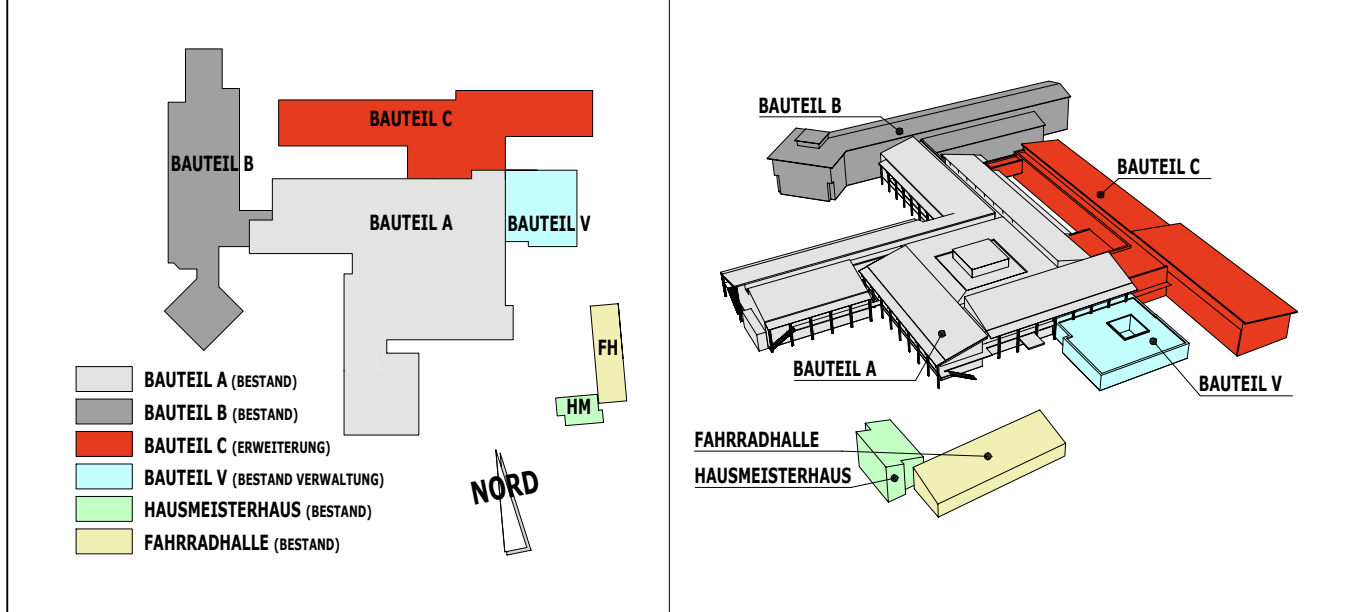 BAUTEIL C
BAUTEIL B
BAUTEIL A
BAUTEIL V
FH
HM
NORD
BAUTEIL A (BESTAND)
BAUTEIL B (BESTAND)
BAUTEIL C (ERWEITERUNG)
BAUTEIL V (BESTAND VERWALTUNG)
HAUSMEISTERHAUS (BESTAND)
FAHRRADHALLE (BESTAND)
BAUTEIL B
BAUTEIL C
BAUTEIL A
BAUTEIL V
FAHRRADHALLE
HAUSMEISTERHAUS